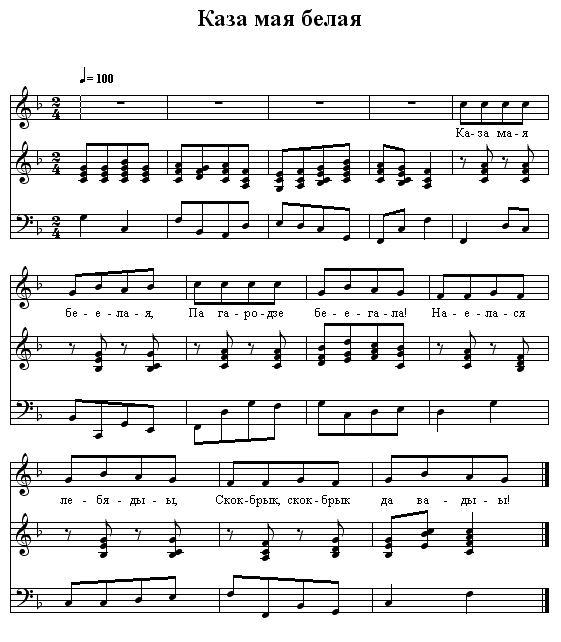 Каза мая белая
♩= 100
Ка-за ма-я
бе-е-ла-я, Па га-ро-дзе бе-е-га-ла! На-е-ла-ся
ле-бя-ды-ы, Скок-брык, скок-брык да ва-ды-ы!